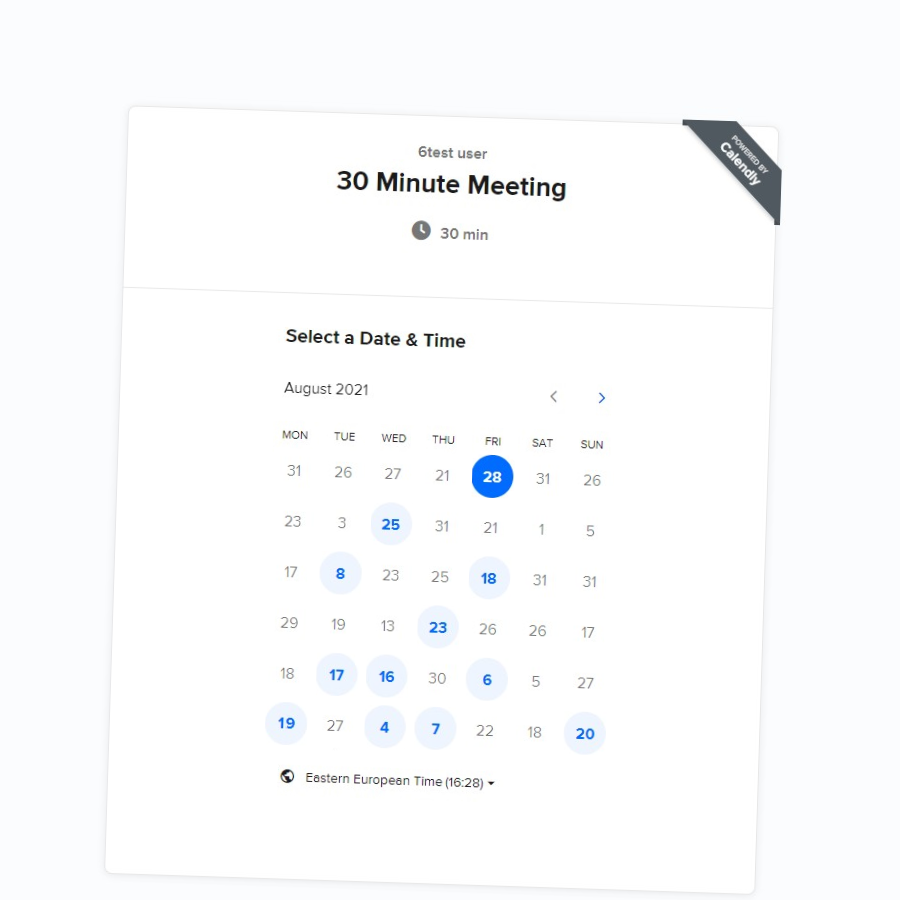 POWERED BY
Calendly
6test user
30 Minute Meeting
30 min
Select a Date & Time
August 2021
MON TUE WED THU FRI SAT SUN
31 26 27 21 28 31 26
23 3 25 31 21 1 5
17 8 23 25 18 31 31
29 19 13 23 26 26 17
18 17 16 30 6 5 27
19 27 4 7 22 18 20
Eastern European Time (16:28)